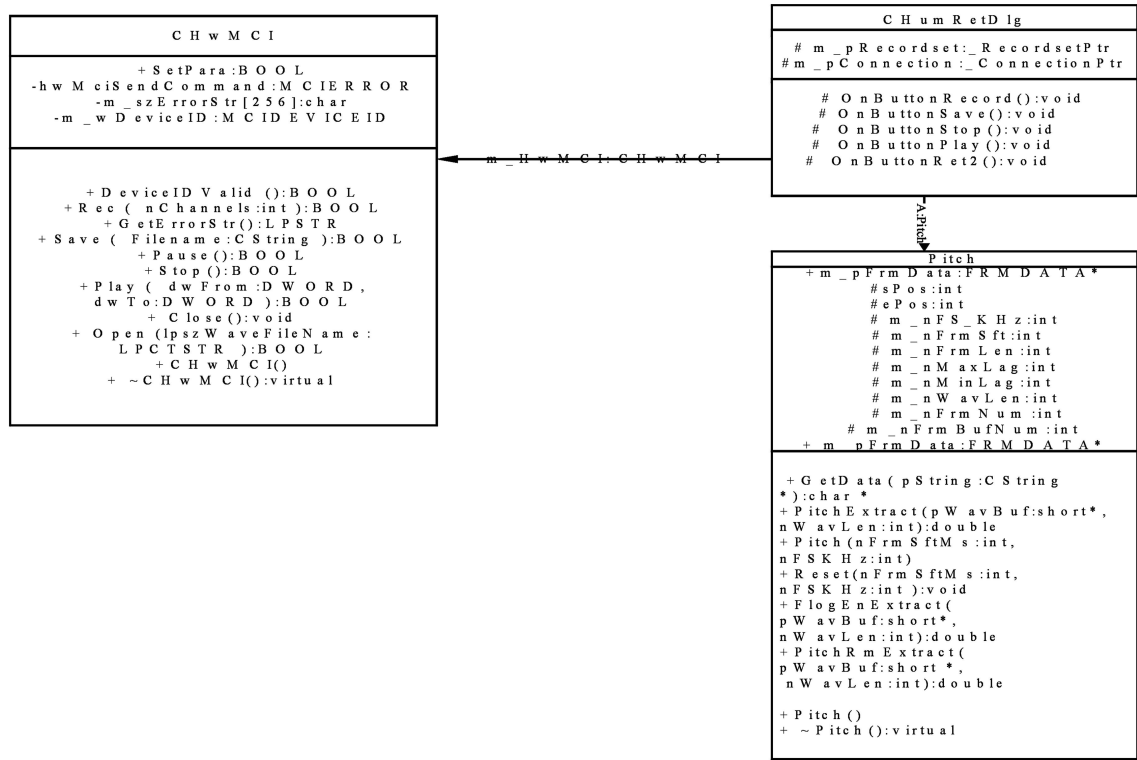 CHwMCI
+ SetPara:BOOL
-hwMciSendCommand:MCIERROR
-m_szErrorStr[256]:char
-m_wDeviceID:MCIDEVICEID
+ DeviceIDValid ():BOOL
+ Rec ( nChannels:int ):BOOL
+ GetErrorStr():LPSTR
+ Save ( Filename:CString ):BOOL
+ Pause():BOOL
+ Stop():BOOL
+ Play ( dwFrom:DWORD,
dwTo:DWORD ):BOOL
+ Close():void
+ Open (lpszWaveFileName:
LPCTSTR ):BOOL
+ CHwMCI()
+ ~CHwMCI():virtual
m_HwMCI:CHwMCI
CHumRetDlg
# m_pRecordset:_RecordsetPtr
#m_pConnection:_ConnectionPtr
# OnButtonRecord():void
# OnButtonSave():void
# OnButtonStop():void
# OnButtonPlay():void
# OnButtonRet2():void
A:Pitch
Pitch
+m_pFrmData:FRMDATA*
#sPos:int
#ePos:int
# m_nFS_KHz:int
# m_nFrmSft:int
# m_nFrmLen:int
# m_nMaxLag:int
# m_nMinLag:int
# m_nWavLen:int
# m_nFrmNum:int
# m_nFrmBufNum:int
+ m_pFrmData:FRMDATA*
+ GetData( pString:CString
*):char *
+ PitchExtract(pWavBuf:short*,
nWavLen:int):double
+ Pitch(nFrmSftMs:int,
nFSKHz:int)
+ Reset(nFrmSftMs:int,
nFSKHz:int ):void
+ FlogEnExtract(
pWavBuf:short*,
nWavLen:int):double
+ PitchRmExtract(
pWavBuf:short *,
nWavLen:int):double
+ Pitch()
+ ~Pitch():virtual